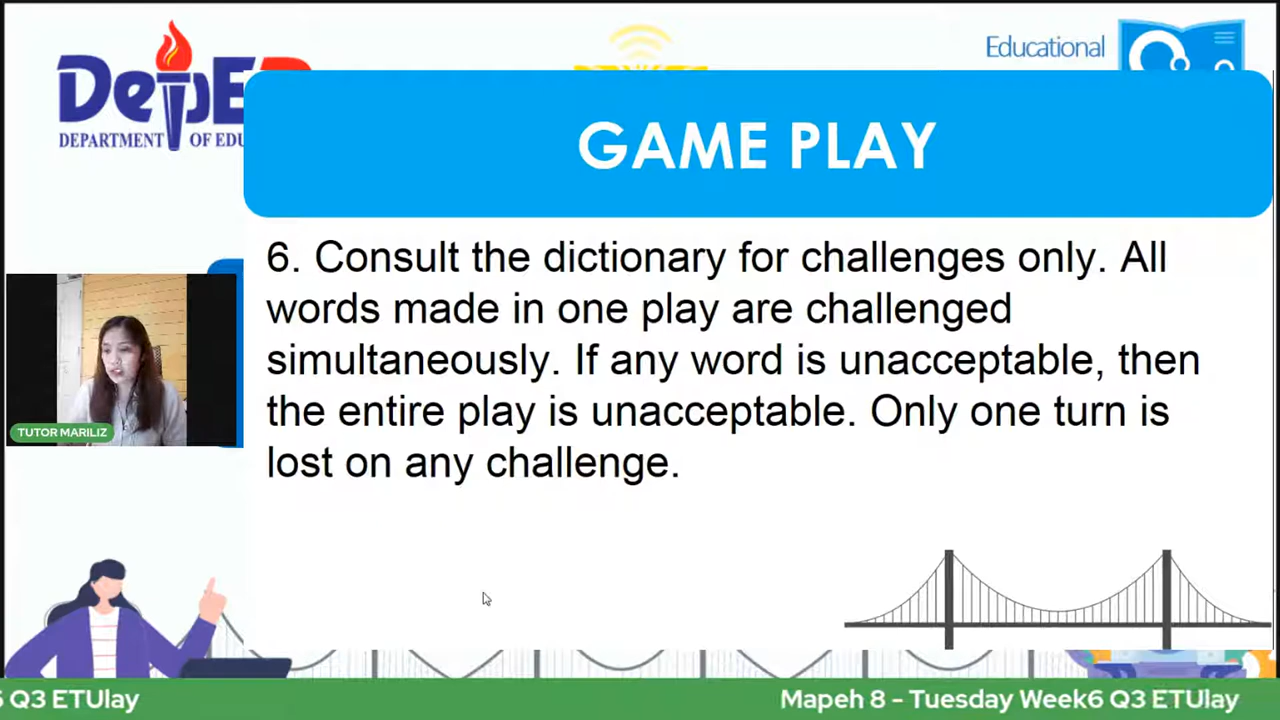 DepED
DEPARTMENT OF EDU
Educational
GAME PLAY
6. Consult the dictionary for challenges only. All
words made in one play are challenged
simultaneously. If any word is unacceptable, then
the entire play is unacceptable. Only one turn is
lost on any challenge.
TUTOR MARILIZ
6 Q3 ETUlay
Mapeh 8 - Tuesday Week6 Q3 ETUlay